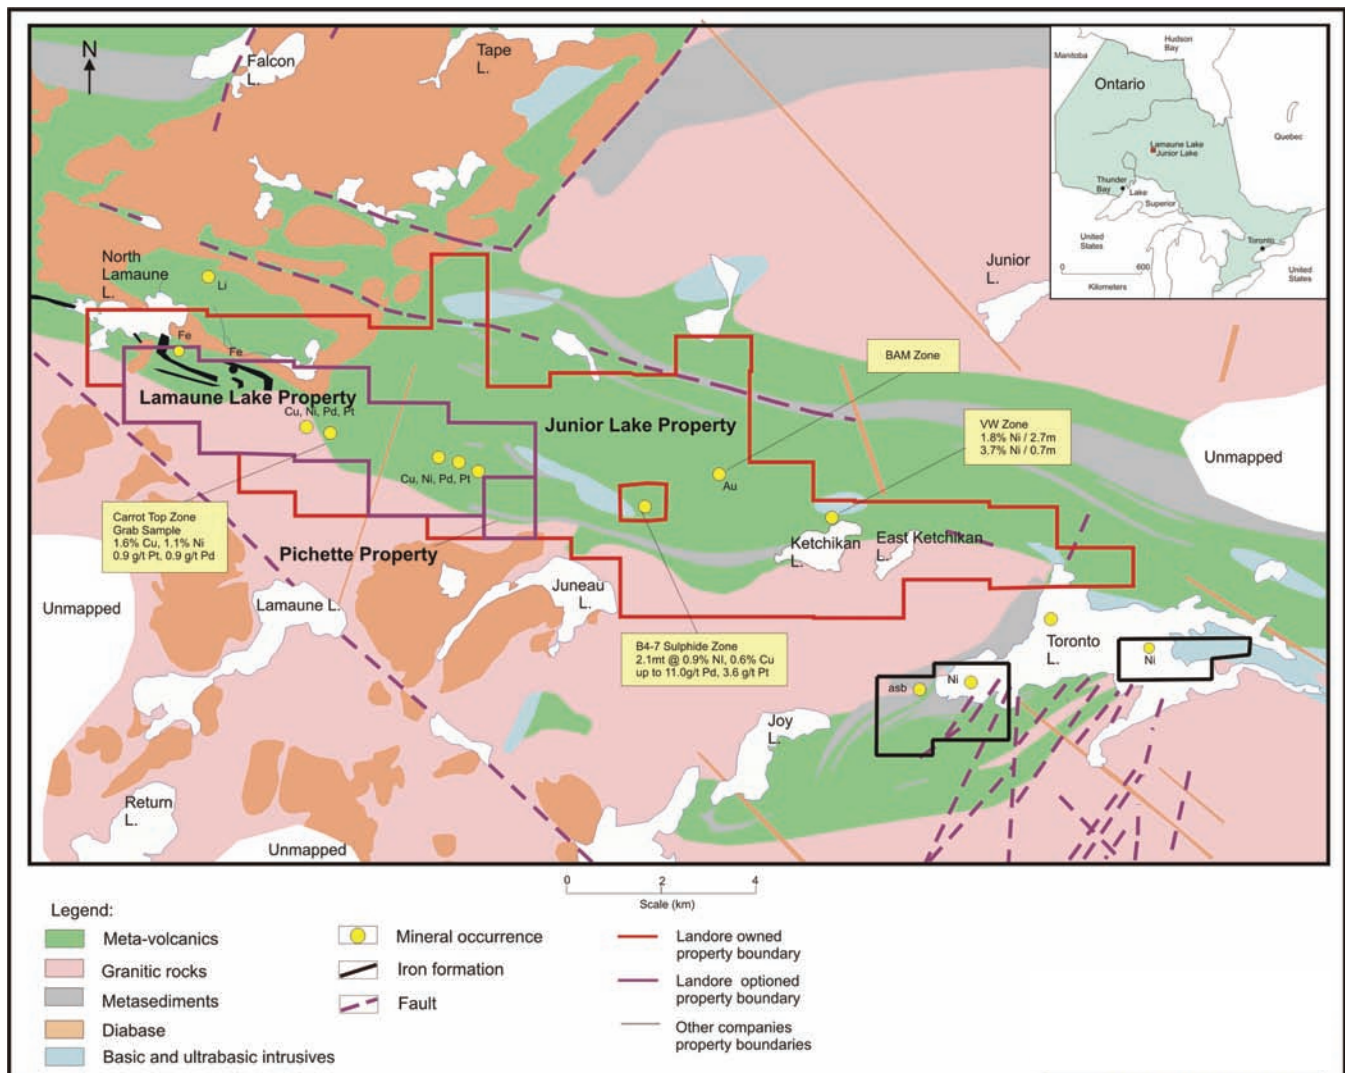 N
Falcon
L.
Tape
L.
Hudson
Bay
Manitoba
Ontario
Quebec
Lamaune Lake
Junior Lake
Thunder
Bay
Lake
Superior
United
States
Toronto
United
States
0
600
Kilometers
North
Lamaune
L.
Li
Junior
L.
Fe
Fe
BAM Zone
Lamaune Lake Property
Cu, Ni, Pd, Pt
Junior Lake Property
VW Zone
1.8% Ni / 2.7m
3.7% Ni / 0.7m
Unmapped
Cu, Ni, Pd, Pt
Au
Carrot Top Zone
Grab Sample
1.6% Cu, 1.1% Ni
0.9 g/t Pt, 0.9 g/t Pd
Pichette Property
Ketchikan
L.
East Ketchikan
L.
Unmapped
Lamaune L.
Juneau
L.
B4-7 Sulphide Zone
2.1mt @ 0.9% NI, 0.6% Cu
up to 11.0g/t Pd, 3.6 g/t Pt
Toronto
L.
Ni
asb
Ni
Joy
L.
Return
L.
Unmapped
0
2
4
Scale (km)
Legend:
Meta-volcanics
Granitic rocks
Metasediments
Diabase
Basic and ultrabasic intrusives
Mineral occurrence
Iron formation
Fault
Landore owned
property boundary
Landore optioned
property boundary
Other companies
property boundaries